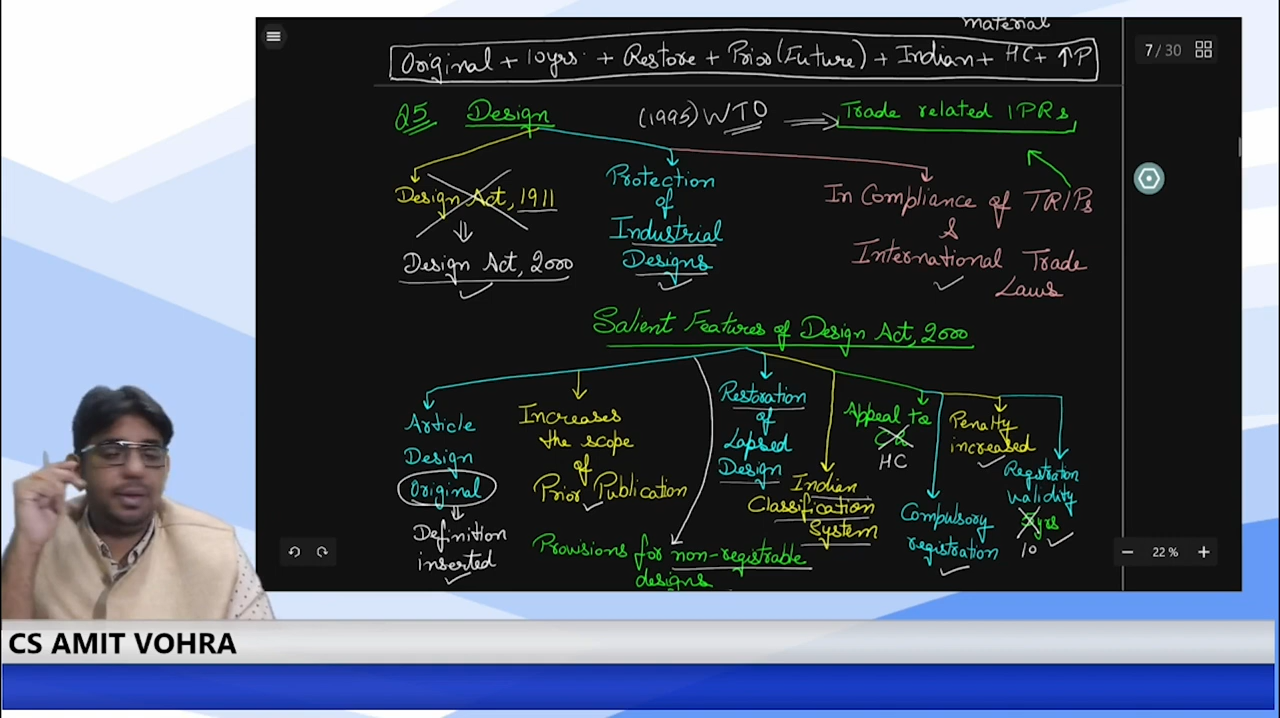 material
Original + 10yrs. + Restore + Prior (Future) + Indian + HC + ↑P
7 / 30
25 Design (1995) WTO ⟹ Trade related IPRs
Design Act, 1911
⇓
Design Act, 2000
Protection
of
Industrial
Designs
In Compliance of TRIPs
&
International Trade
Laws
Salient Features of Design Act, 2000
Article
Design
Original
Definition
inserted
Increases
the scope
of
Prior Publication
Provisions for non-registrable
designs
Restoration
of
Lapsed
Design
Indian
Classification
System
Appeal to
HC
Compulsory
registration
Penalty
increased
Registration
Validity
5yrs
10
22 %
CS AMIT VOHRA